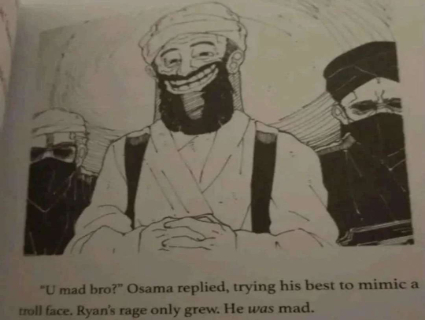 "U mad bro?" Osama replied, trying his best to mimic a
troll face. Ryan's rage only grew. He was mad.